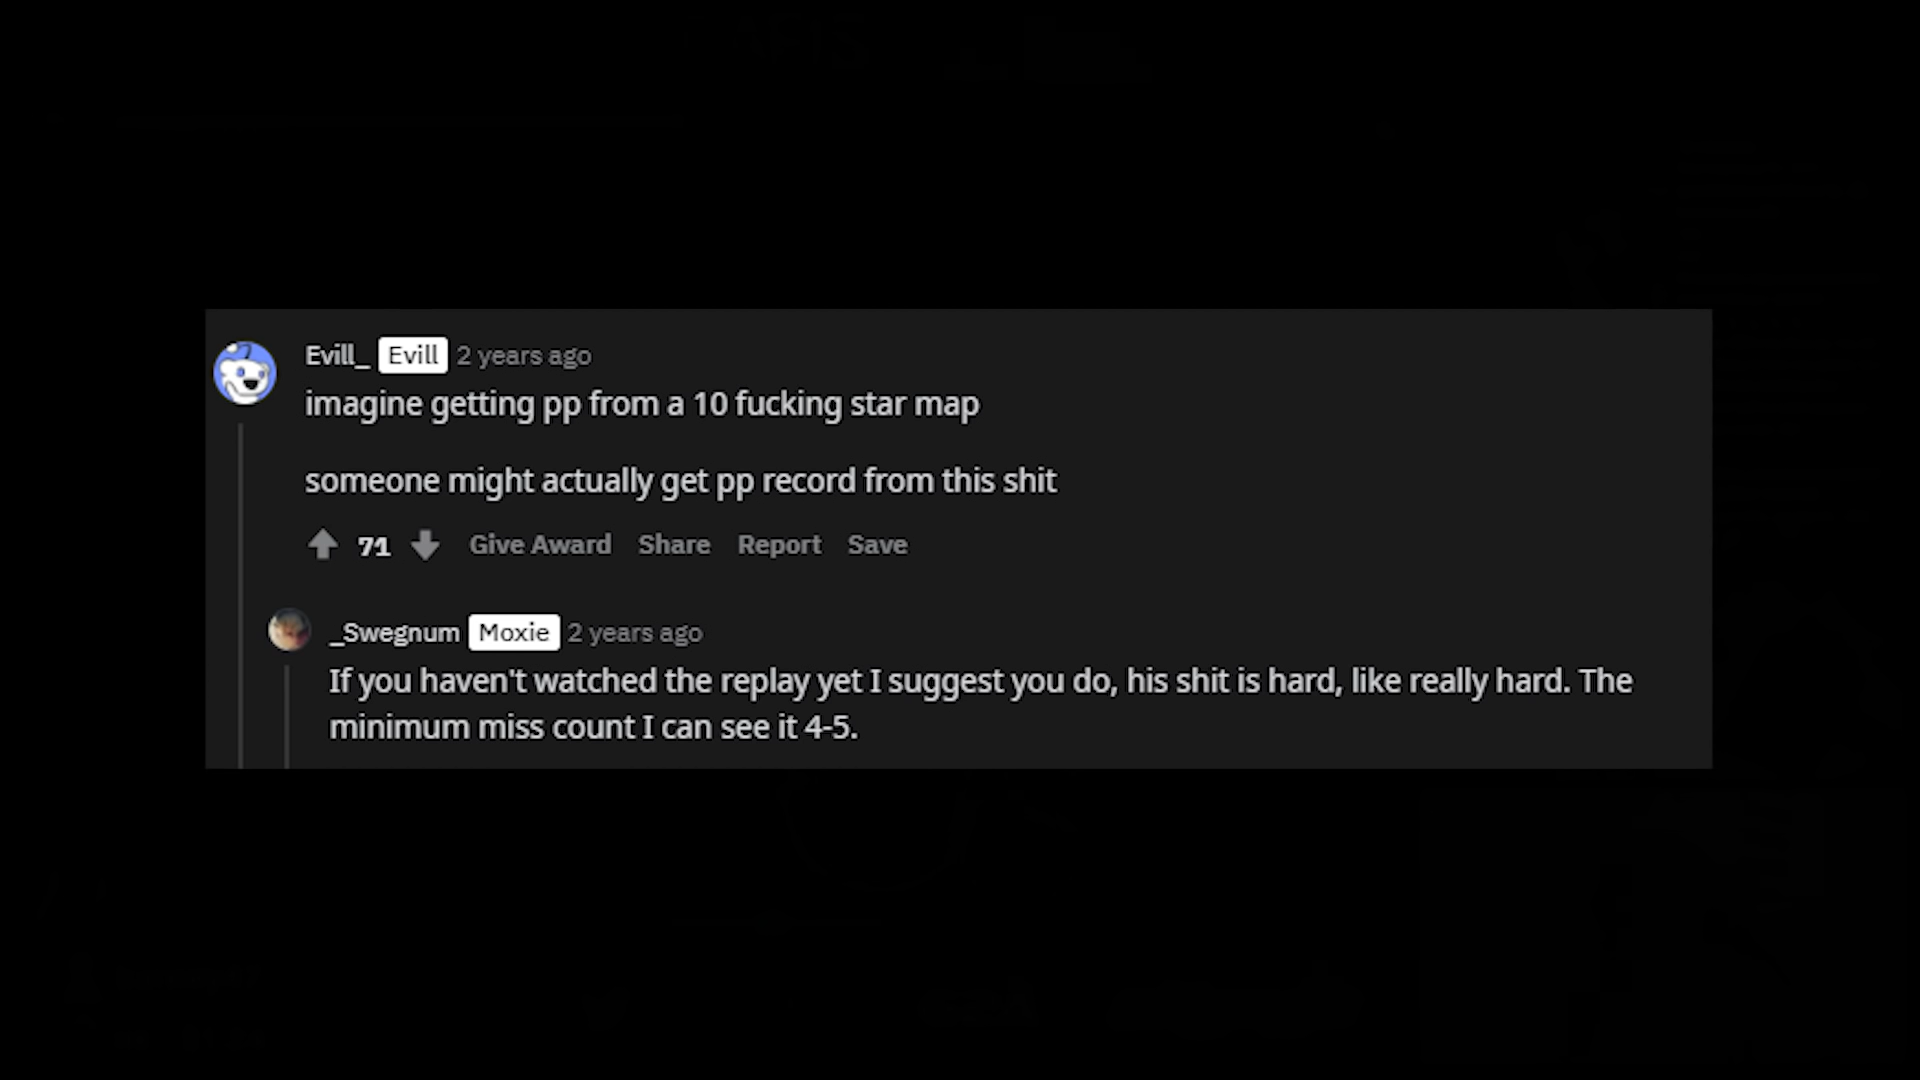 Evill_ Evill 2 years ago
imagine getting pp from a 10 fucking star map
someone might actually get pp record from this shit
71 Give Award Share Report Save
_Swegnum Moxie 2 years ago
If you haven't watched the replay yet I suggest you do, his shit is hard, like really hard. The
minimum miss count I can see it 4-5.